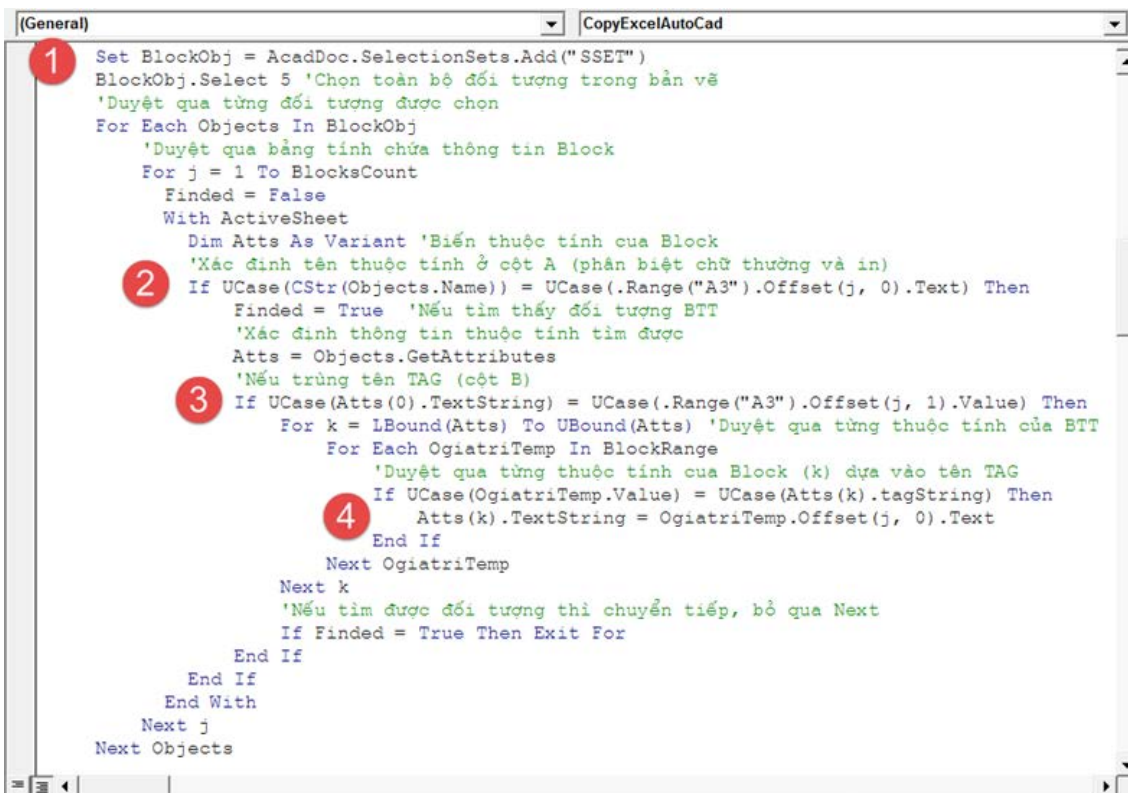 (General) CopyExcelAutoCad
1 Set BlockObj = AcadDoc.SelectionSets.Add("SSET")
BlockObj.Select 5 'Chọn toàn bộ đối tượng trong bản vẽ
'Duyệt qua từng đối tượng được chọn
For Each Objects In BlockObj
'Duyệt qua bảng tính chứa thông tin Block
For j = 1 To BlocksCount
Finded = False
With ActiveSheet
Dim Atts As Variant 'Biến thuộc tính cua Block
'Xác định tên thuộc tính ở cột A (phân biệt chữ thường và in)
2 If UCase(CStr(Objects.Name)) = UCase(.Range("A3").Offset(j, 0).Text) Then
Finded = True 'Nếu tìm thấy đối tượng BTT
'Xác định thông tin thuộc tính tìm được
Atts = Objects.GetAttributes
'Nếu trùng tên TAG (cột B)
3 If UCase(Atts(0).TextString) = UCase(.Range("A3").Offset(j, 1).Value) Then
For k = LBound(Atts) To UBound(Atts) 'Duyệt qua từng thuộc tính của BTT
For Each OgiatriTemp In BlockRange
'Duyệt qua từng thuộc tính cua Block (k) dựa vào tên TAG
If UCase(OgiatriTemp.Value) = UCase(Atts(k).tagString) Then
4 Atts(k).TextString = OgiatriTemp.Offset(j, 0).Text
End If
Next OgiatriTemp
Next k
'Nếu tìm được đối tượng thì chuyển tiếp, bỏ qua Next
If Finded = True Then Exit For
End If
End If
End With
Next j
Next Objects